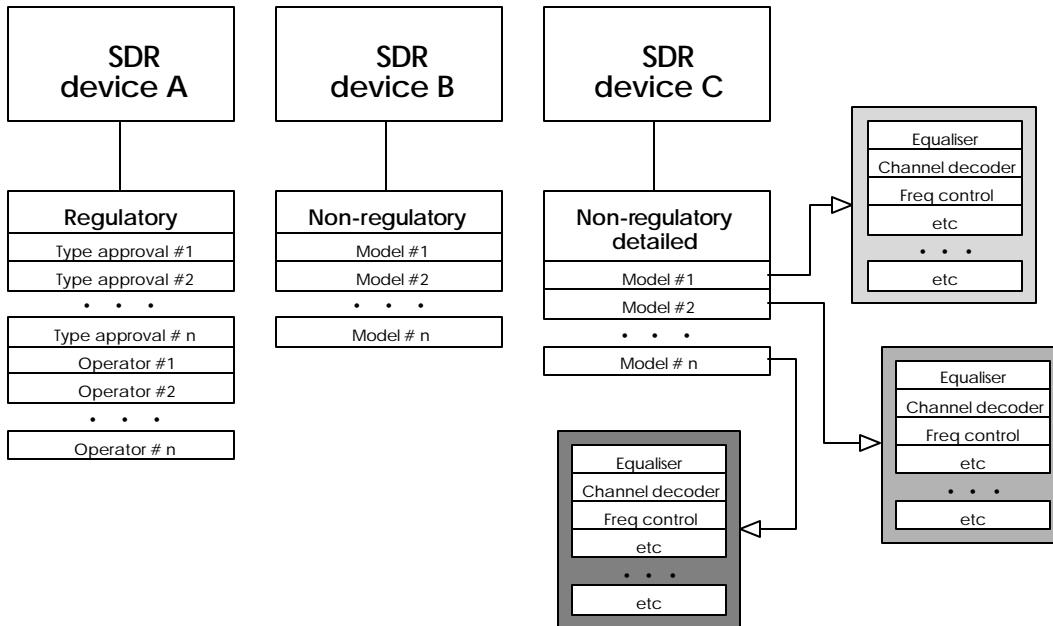 SDR
device A
Regulatory
Type approval #1
Type approval #2
. . .
Type approval # n
Operator #1
Operator #2
. . .
Operator # n
SDR
device B
Non-regulatory
Model #1
Model #2
. . .
Model # n
SDR
device C
Non-regulatory
detailed
Model #1
Model #2
. . .
Model # n
Equaliser
Channel decoder
Freq control
etc
. . .
etc
Equaliser
Channel decoder
Freq control
etc
. . .
etc
Equaliser
Channel decoder
Freq control
etc
. . .
etc